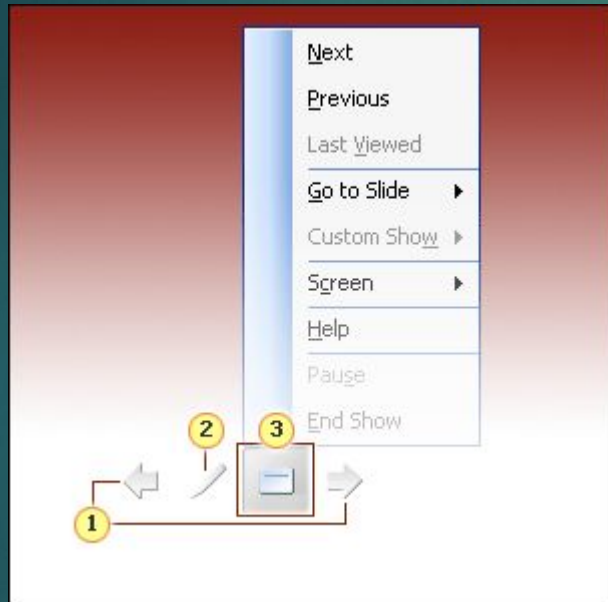 Next
Previous
Last Viewed
Go to Slide
Custom Show
Screen
Help
Pause
End Show
2
3
1